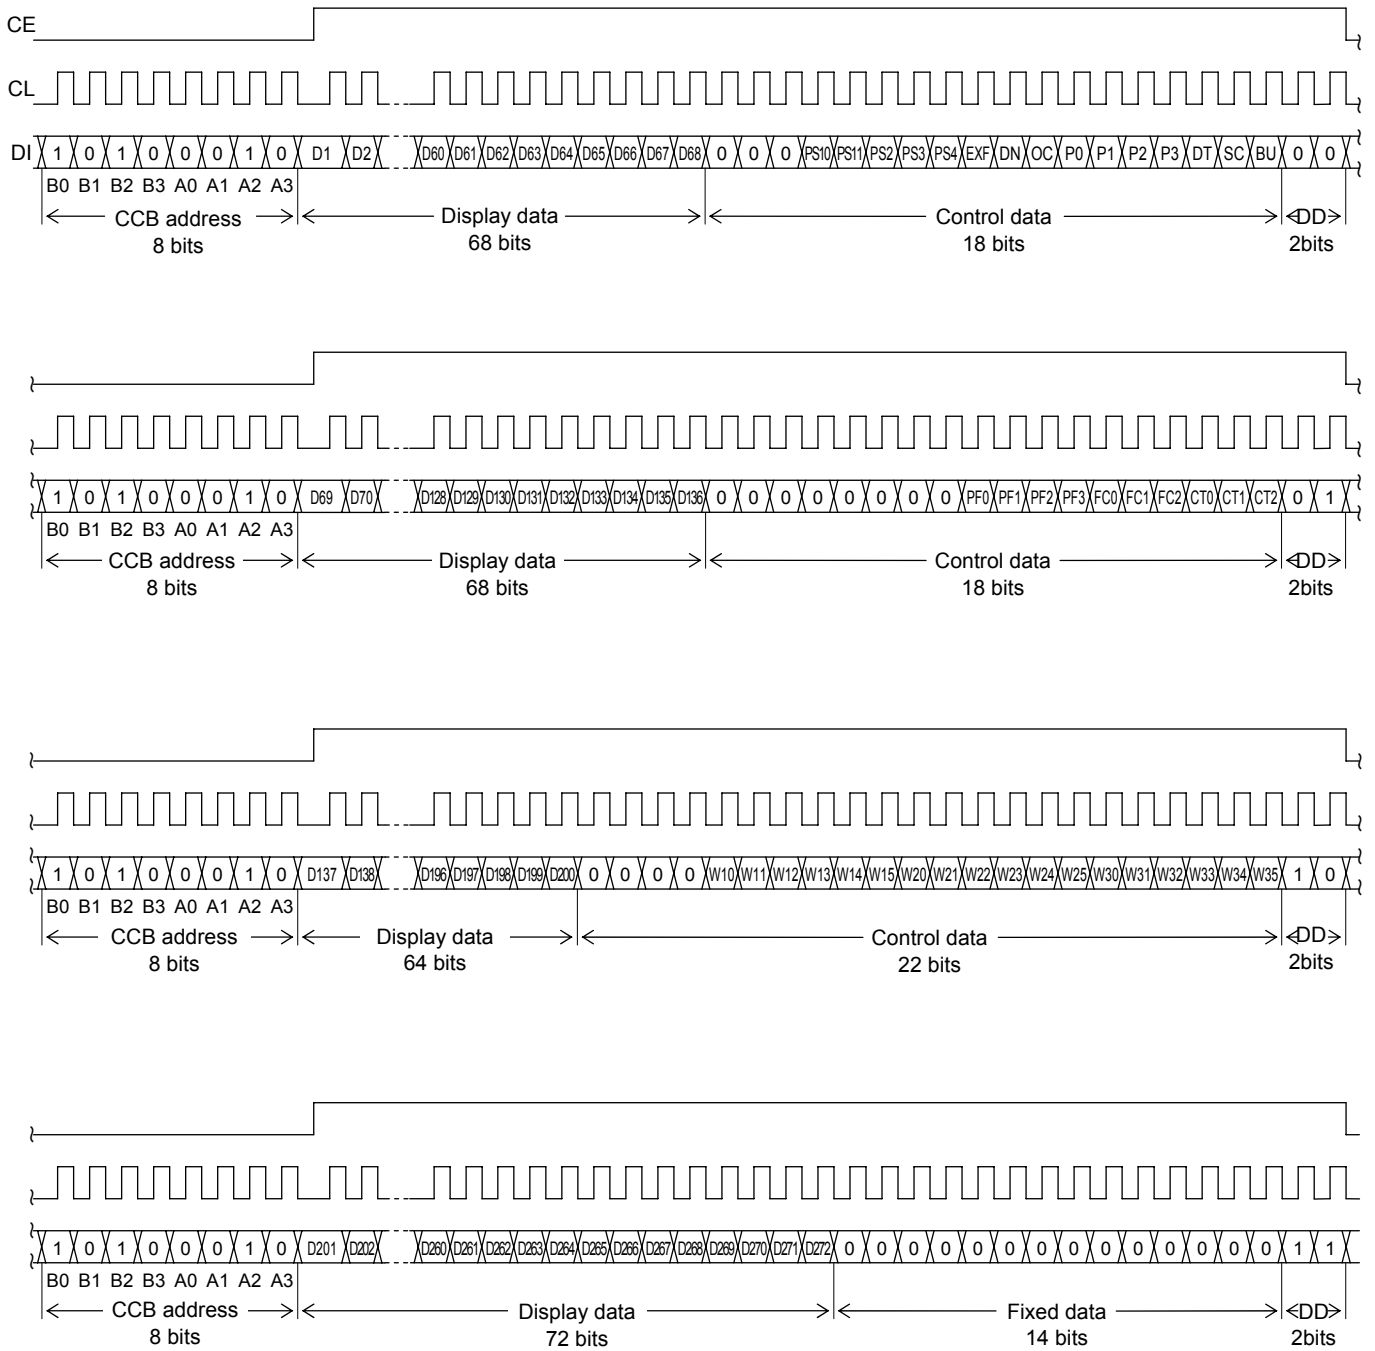 CE
CL
DI 1 0 1 0 0 0 1 0 D1 D2 D60 D61 D62 D63 D64 D65 D66 D67 D68 0 0 0 PS10 PS11 PS2 PS3 PS4 EXF DN OC P0 P1 P2 P3 DT SC BU 0 0
B0 B1 B2 B3 A0 A1 A2 A3
CCB address Display data Control data DD
8 bits 68 bits 18 bits 2bits
1 0 1 0 0 0 1 0 D69 D70 D128 D129 D130 D131 D132 D133 D134 D135 D136 0 0 0 0 0 0 0 0 PF0 PF1 PF2 PF3 FC0 FC1 FC2 CT0 CT1 CT2 0 1
B0 B1 B2 B3 A0 A1 A2 A3
CCB address Display data Control data DD
8 bits 68 bits 18 bits 2bits
1 0 1 0 0 0 1 0 D137 D138 D196 D197 D198 D199 D200 0 0 0 0 W10 W11 W12 W13 W14 W15 W20 W21 W22 W23 W24 W25 W30 W31 W32 W33 W34 W35 1 0
B0 B1 B2 B3 A0 A1 A2 A3
CCB address Display data Control data DD
8 bits 64 bits 22 bits 2bits
1 0 1 0 0 0 1 0 D201 D202 D260 D261 D262 D263 D264 D265 D266 D267 D268 D269 D270 D271 D272 0 0 0 0 0 0 0 0 0 0 0 0 0 0 1 1
B0 B1 B2 B3 A0 A1 A2 A3
CCB address Display data Fixed data DD
8 bits 72 bits 14 bits 2bits